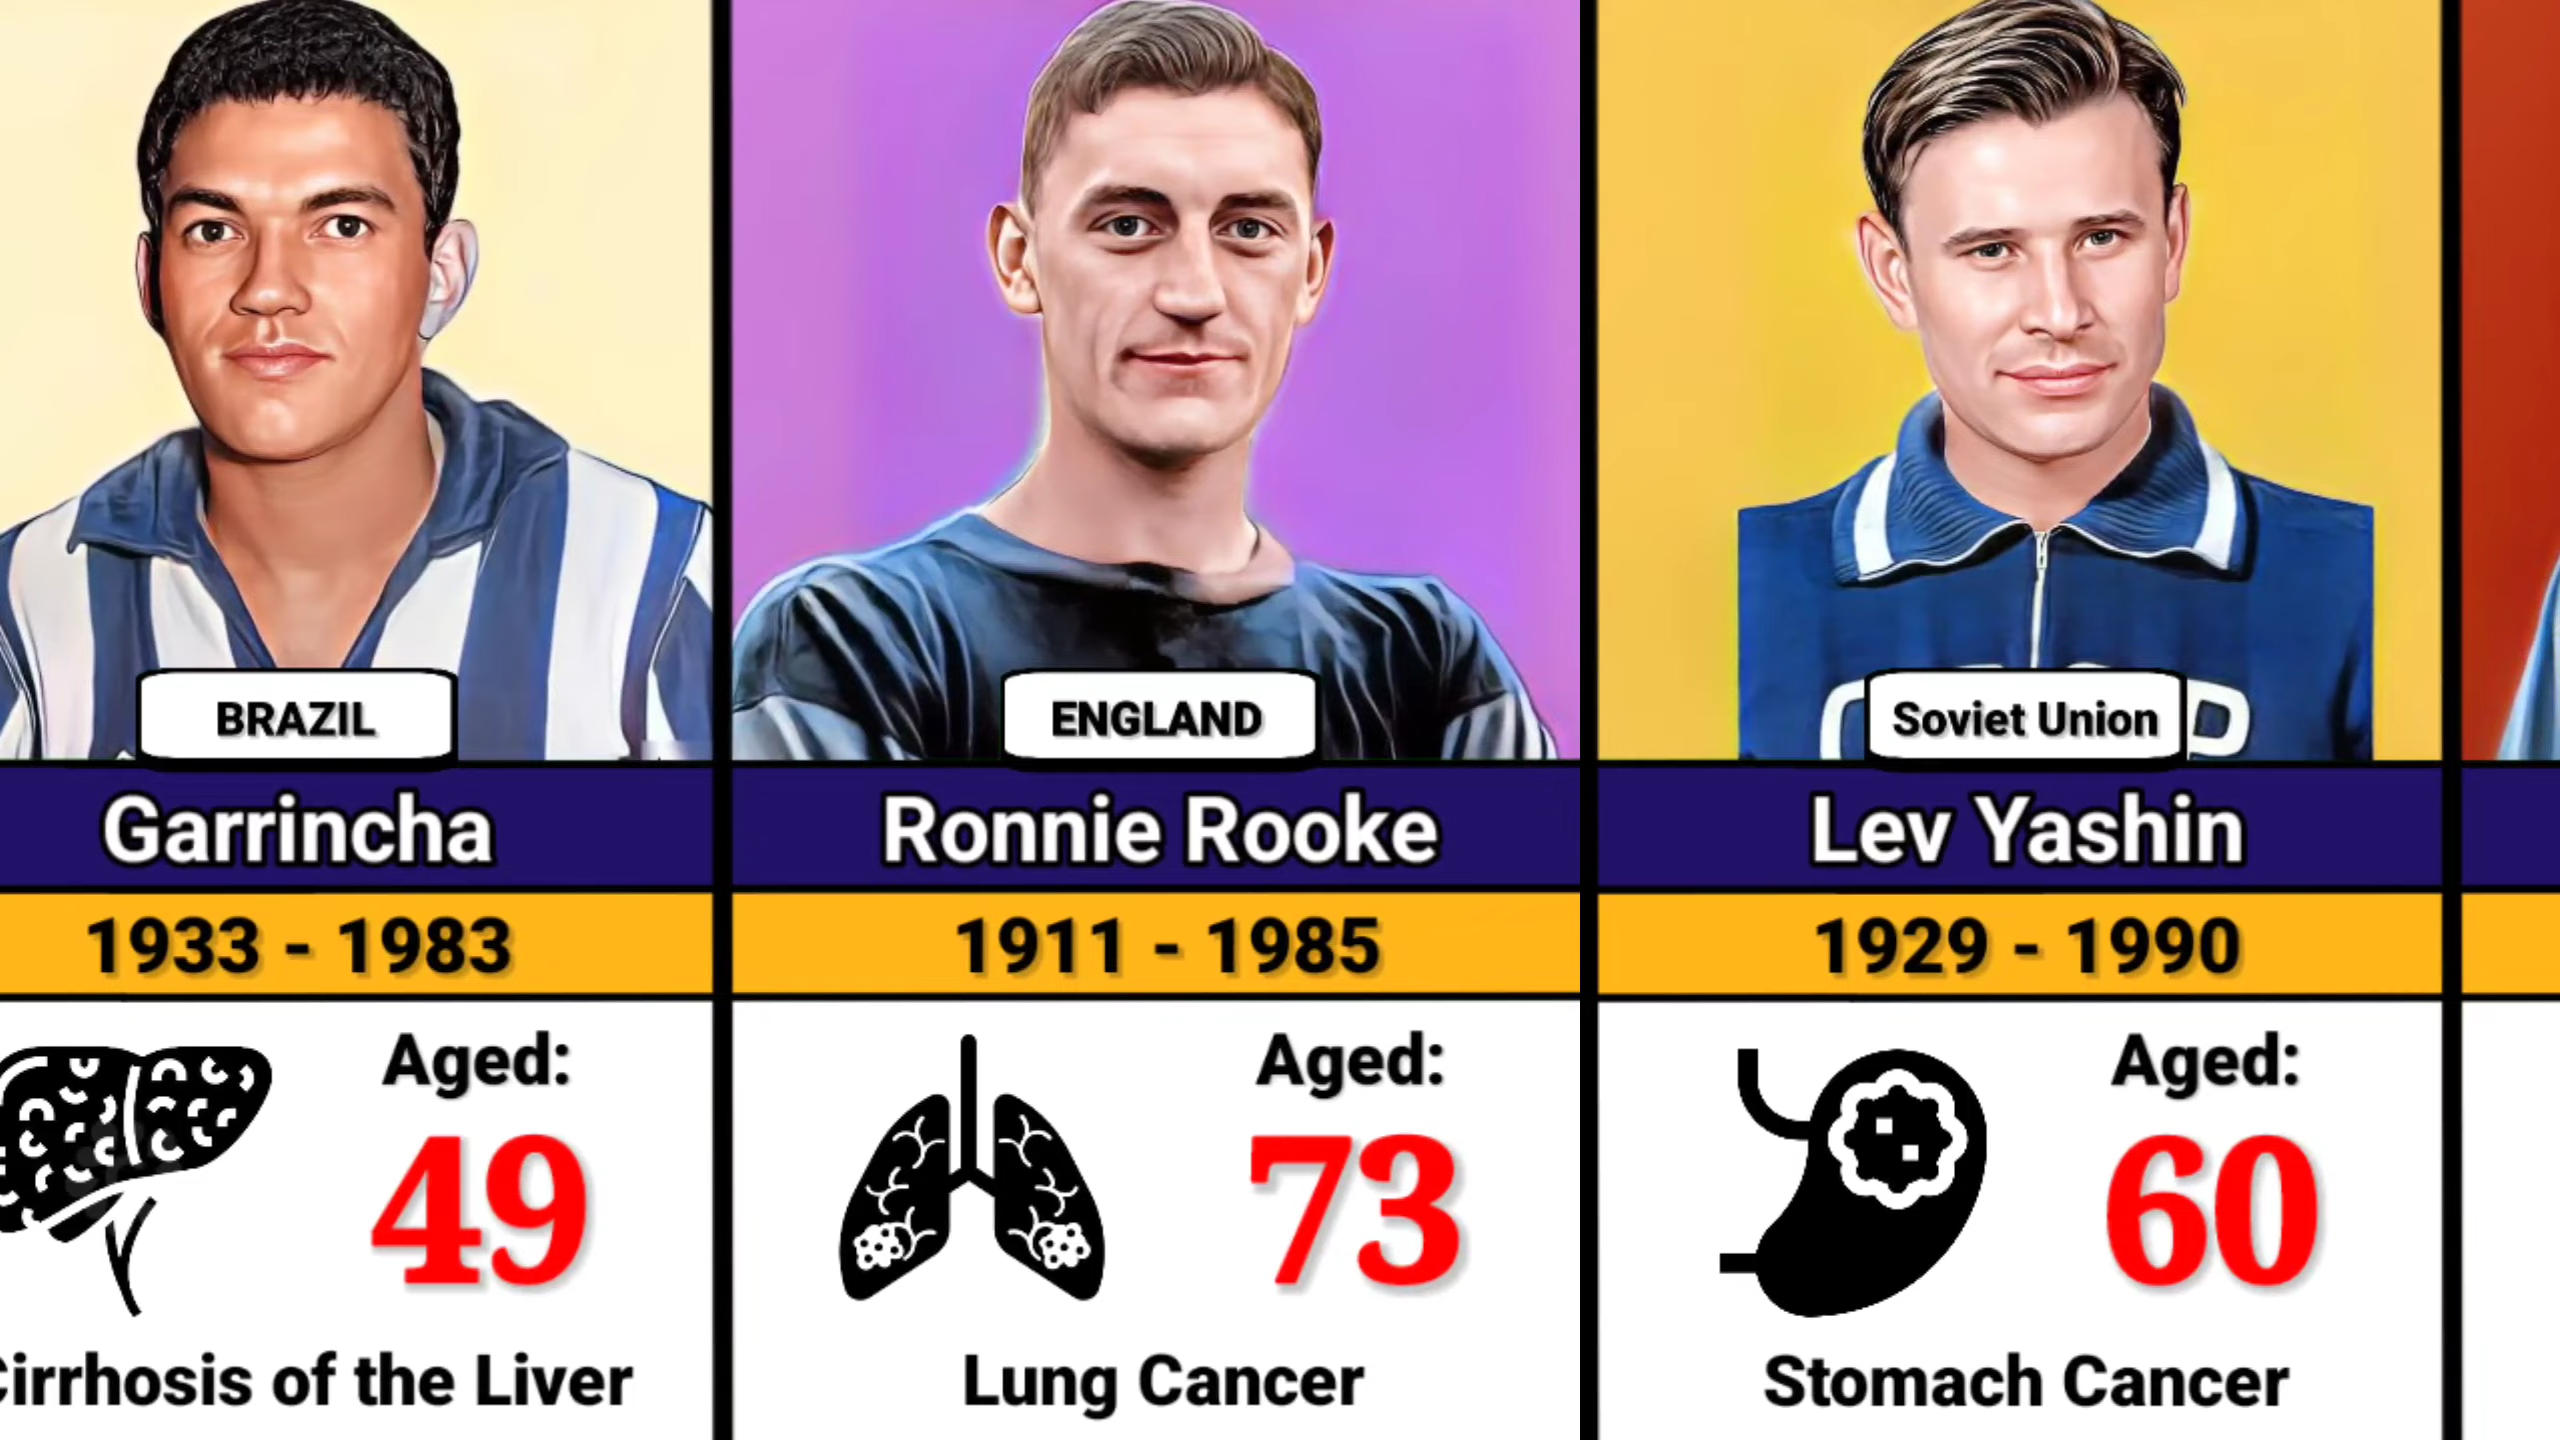 BRAZIL
Garrincha
1933 - 1983
Aged:
49
Cirrhosis of the Liver
ENGLAND
Ronnie Rooke
1911 - 1985
Aged:
73
Lung Cancer
Soviet Union
Lev Yashin
1929 - 1990
Aged:
60
Stomach Cancer